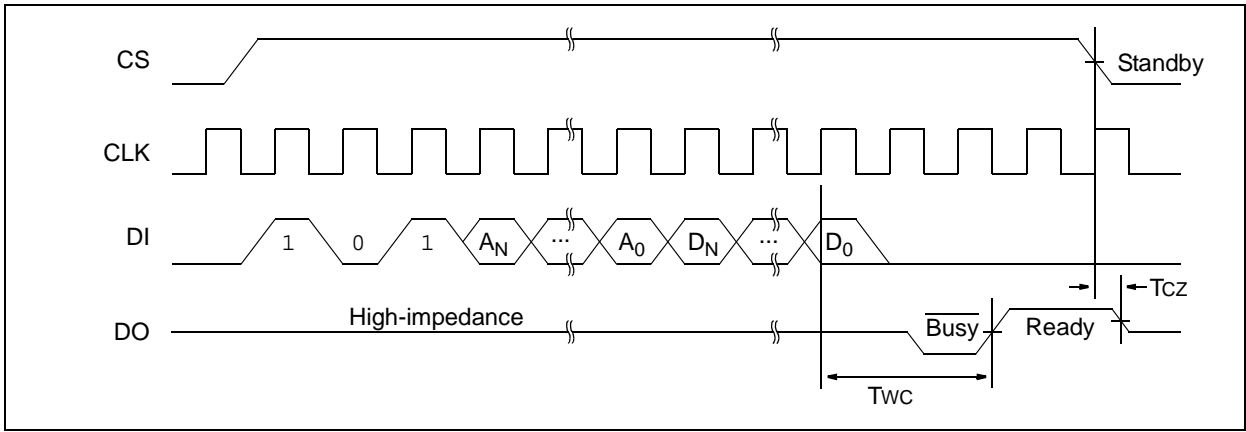 CS
Standby
CLK
DI
1 0 1 AN ... A0 DN ... D0
TCZ
High-impedance
DO
Busy
Ready
TWC